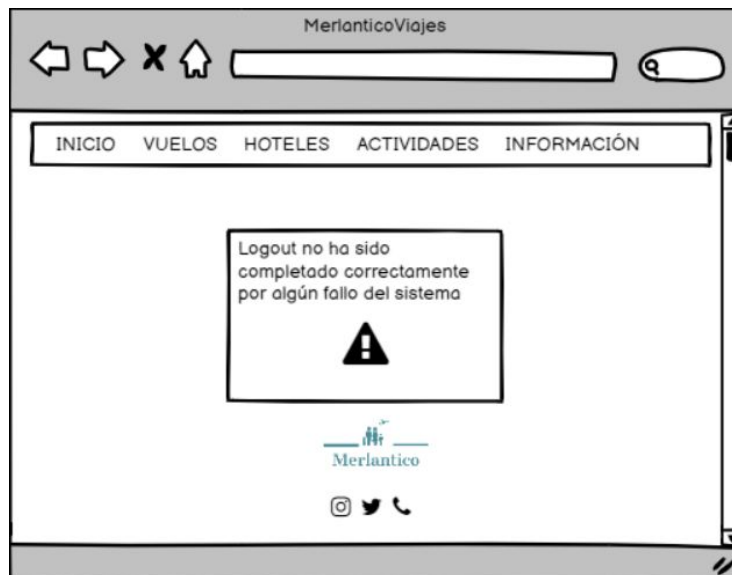 MerlanticoViajes
INICIO VUELOS HOTELES ACTIVIDADES INFORMACIÓN
Logout no ha sido
completado correctamente
por algún fallo del sistema
Merlantico